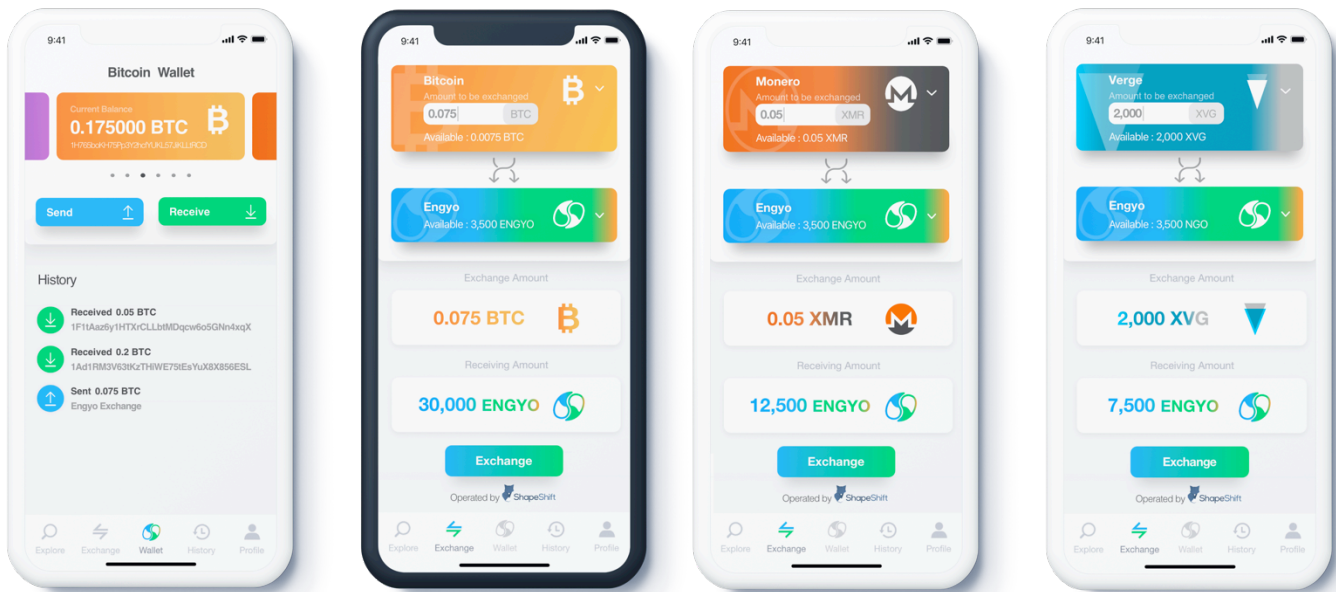 9:41
Bitcoin Wallet
Current Balance
0.175000 BTC
Send
Receive
History
Received 0.05 BTC
1F1tAaz6y1HTXrCLLbtMDqcw6o5GNn4xqX
Received 0.2 BTC
1Ad1RM3V63tKzTHiWE75tEsYuX8X856ESL
Sent 0.075 BTC
Engyo Exchange
Explore Exchange Wallet History Profile
9:41
Bitcoin
Amount to be exchanged
0.075 BTC
Available : 0.0075 BTC
Engyo
Available : 3,500 ENGYO
Exchange Amount
0.075 BTC
Receiving Amount
30,000 ENGYO
Exchange
Operated by ShapeShift
Explore Exchange Wallet History Profile
9:41
Monero
Amount to be exchanged
0.05 XMR
Available : 0.05 XMR
Engyo
Available : 3,500 ENGYO
Exchange Amount
0.05 XMR
Receiving Amount
12,500 ENGYO
Exchange
Operated by ShapeShift
Explore Exchange Wallet History Profile
9:41
Verge
Amount to be exchanged
2,000 XVG
Available : 2,000 XVG
Engyo
Available : 3,500 NGO
Exchange Amount
2,000 XVG
Receiving Amount
7,500 ENGYO
Exchange
Operated by ShapeShift
Explore Exchange Wallet History Profile